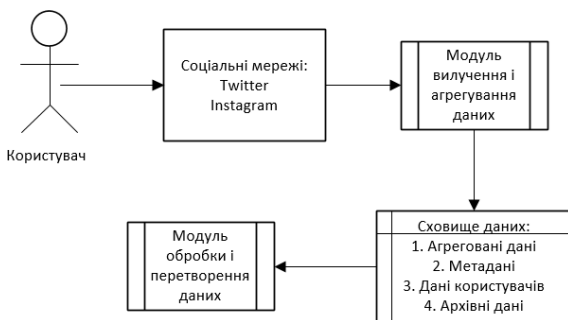 Користувач
Соціальні мережі:
Twitter
Instagram
Модуль
вилучення і
агрегування
даних
Сховище даних:
1. Агреговані дані
2. Метадані
3. Дані користувачів
4. Архівні дані
Модуль
обробки і
перетворення
даних